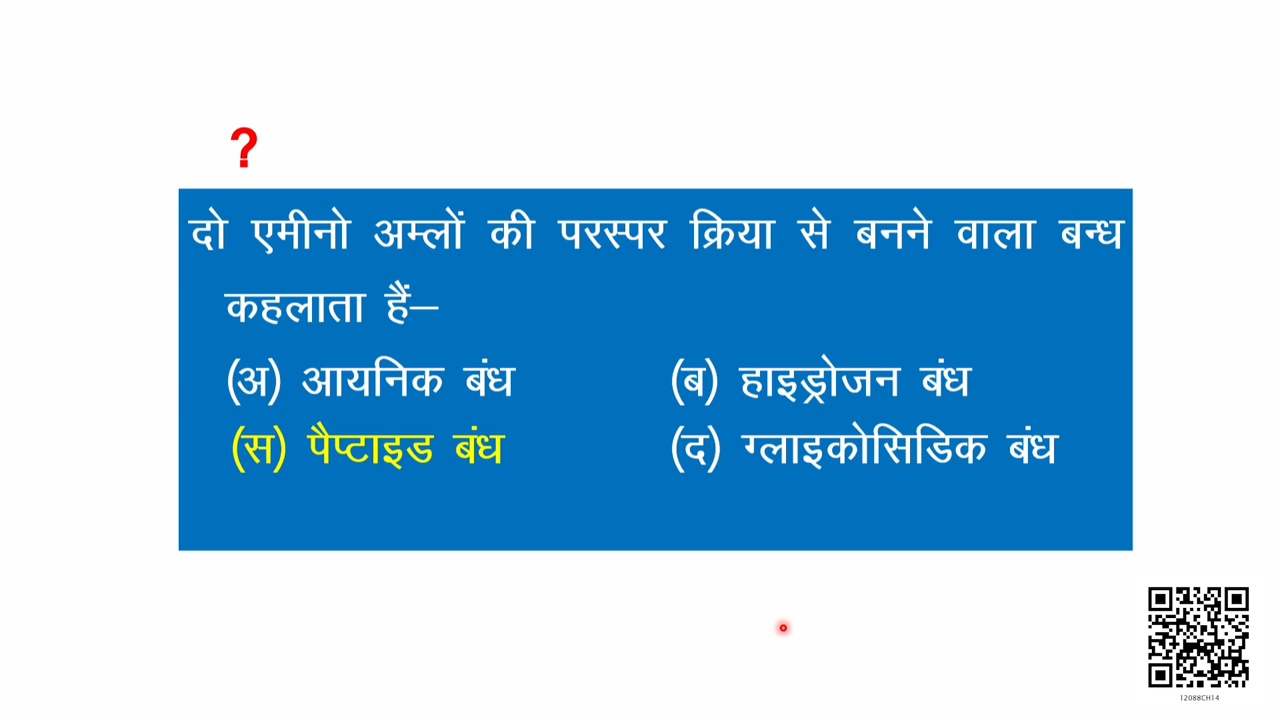 ?
दो एमीनो अम्लों की परस्पर क्रिया से बनने वाला बन्ध
कहलाता हैं–
(अ) आयनिक बंध (ब) हाइड्रोजन बंध
(स) पैप्टाइड बंध (द) ग्लाइकोसिडिक बंध
12088CH14